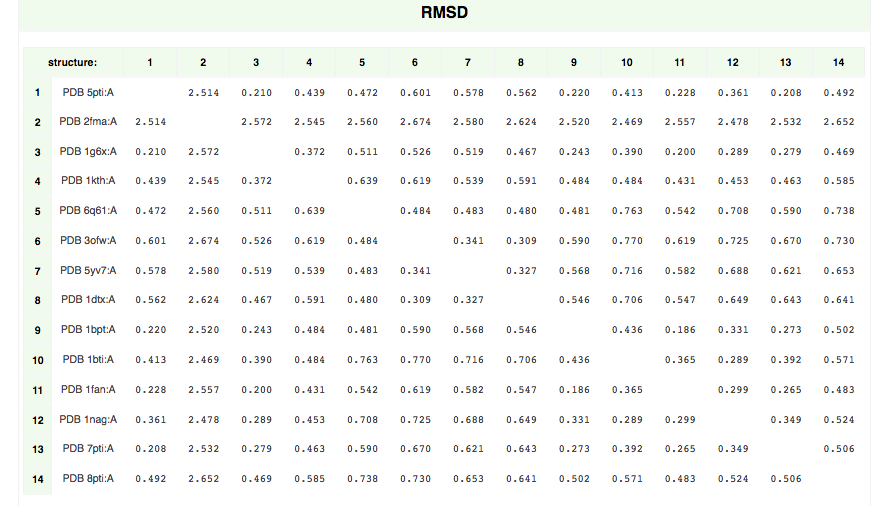 RMSD
structure: 1 2 3 4 5 6 7 8 9 10 11 12 13 14
1 PDB 5pti:A 2.514 0.210 0.439 0.472 0.601 0.578 0.562 0.220 0.413 0.228 0.361 0.208 0.492
2 PDB 2fma:A 2.514 2.572 2.545 2.560 2.674 2.580 2.624 2.520 2.469 2.557 2.478 2.532 2.652
3 PDB 1g6x:A 0.210 2.572 0.372 0.511 0.526 0.519 0.467 0.243 0.390 0.200 0.289 0.279 0.469
4 PDB 1kth:A 0.439 2.545 0.372 0.639 0.619 0.539 0.591 0.484 0.484 0.431 0.453 0.463 0.585
5 PDB 6q61:A 0.472 2.560 0.511 0.639 0.484 0.483 0.480 0.481 0.763 0.542 0.708 0.590 0.738
6 PDB 3ofw:A 0.601 2.674 0.526 0.619 0.484 0.341 0.309 0.590 0.770 0.619 0.725 0.670 0.730
7 PDB 5yv7:A 0.578 2.580 0.519 0.539 0.483 0.341 0.327 0.568 0.716 0.582 0.688 0.621 0.653
8 PDB 1dtx:A 0.562 2.624 0.467 0.591 0.480 0.309 0.327 0.546 0.706 0.547 0.649 0.643 0.641
9 PDB 1bpt:A 0.220 2.520 0.243 0.484 0.481 0.590 0.568 0.546 0.436 0.186 0.331 0.273 0.502
10 PDB 1bti:A 0.413 2.469 0.390 0.484 0.763 0.770 0.716 0.706 0.436 0.365 0.289 0.392 0.571
11 PDB 1fan:A 0.228 2.557 0.200 0.431 0.542 0.619 0.582 0.547 0.186 0.365 0.299 0.265 0.483
12 PDB 1nag:A 0.361 2.478 0.289 0.453 0.708 0.725 0.688 0.649 0.331 0.289 0.299 0.349 0.524
13 PDB 7pti:A 0.208 2.532 0.279 0.463 0.590 0.670 0.621 0.643 0.273 0.392 0.265 0.349 0.506
14 PDB 8pti:A 0.492 2.652 0.469 0.585 0.738 0.730 0.653 0.641 0.502 0.571 0.483 0.524 0.506